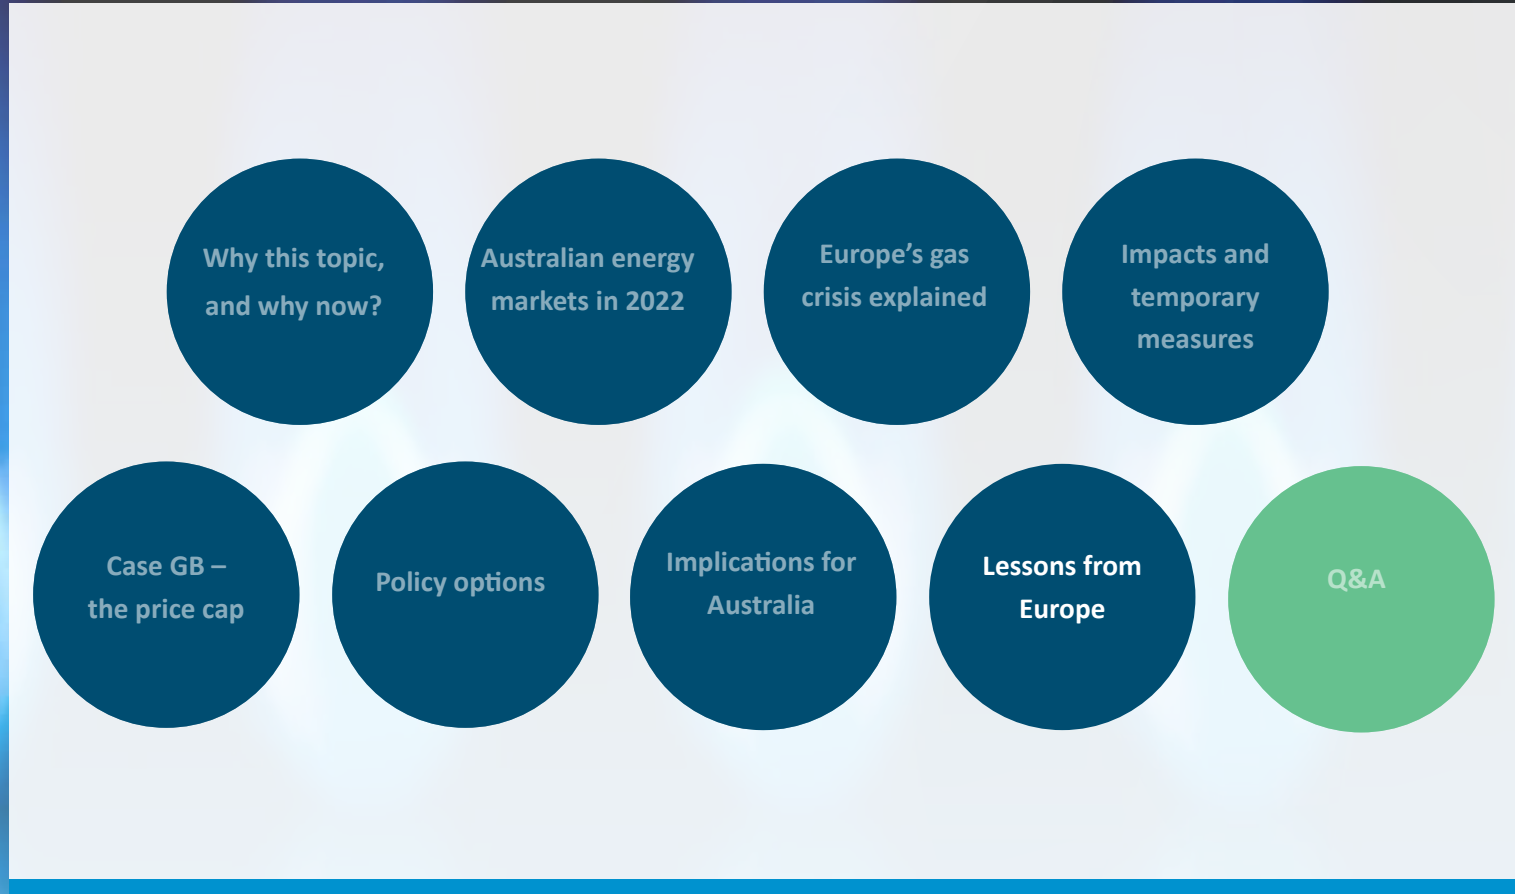 Why this topic,
and why now?
Australian energy
markets in 2022
Europe’s gas
crisis explained
Impacts and
temporary
measures
Case GB –
the price cap
Policy options
Implications for
Australia
Lessons from
Europe
Q&A